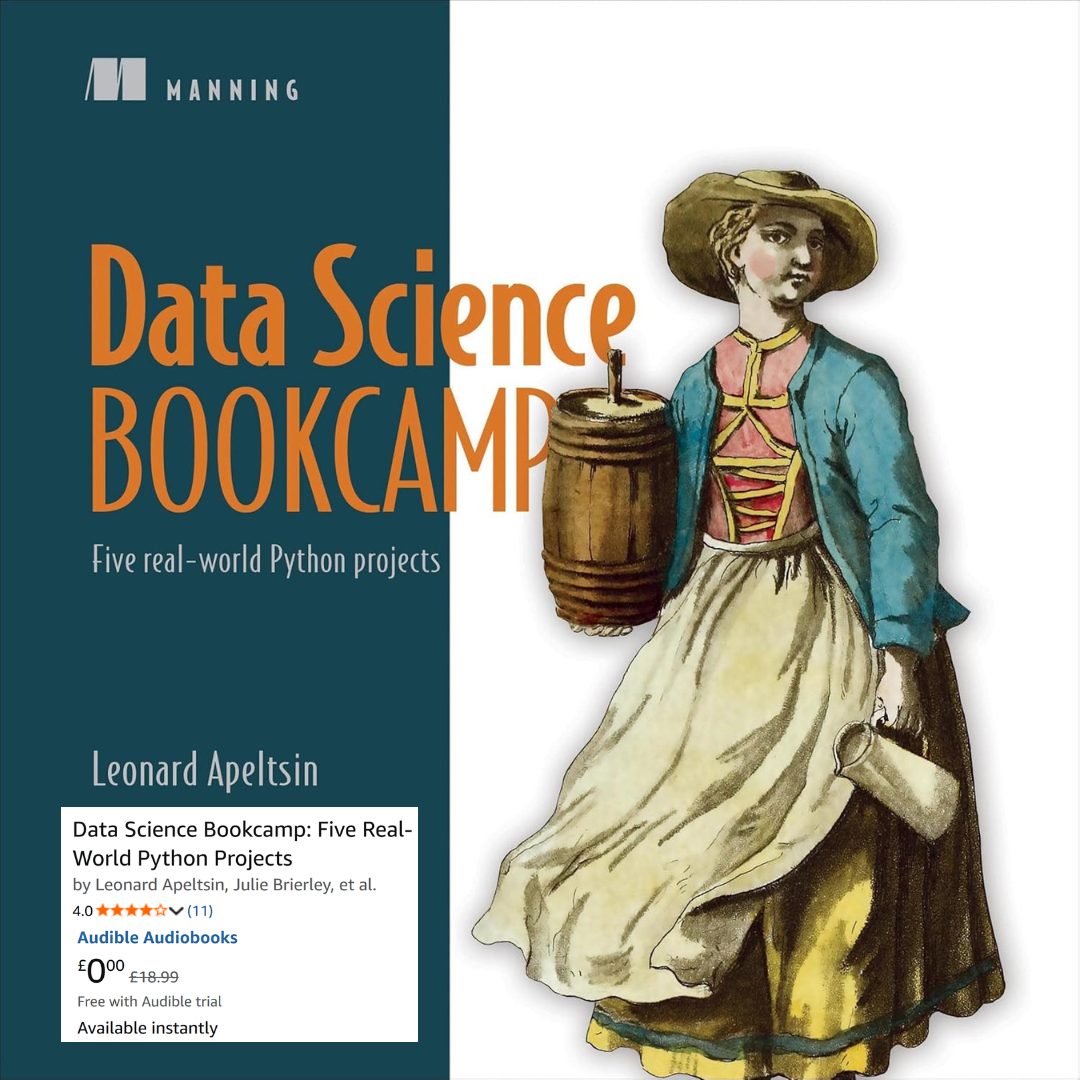 MANNING
Data Science
BOOKCAMP
Five real-world Python projects
Leonard Apeltsin
Data Science Bookcamp: Five Real-
World Python Projects
by Leonard Apeltsin, Julie Brierley, et al.
4.0 (11)
Audible Audiobooks
£000 £18.99
Free with Audible trial
Available instantly